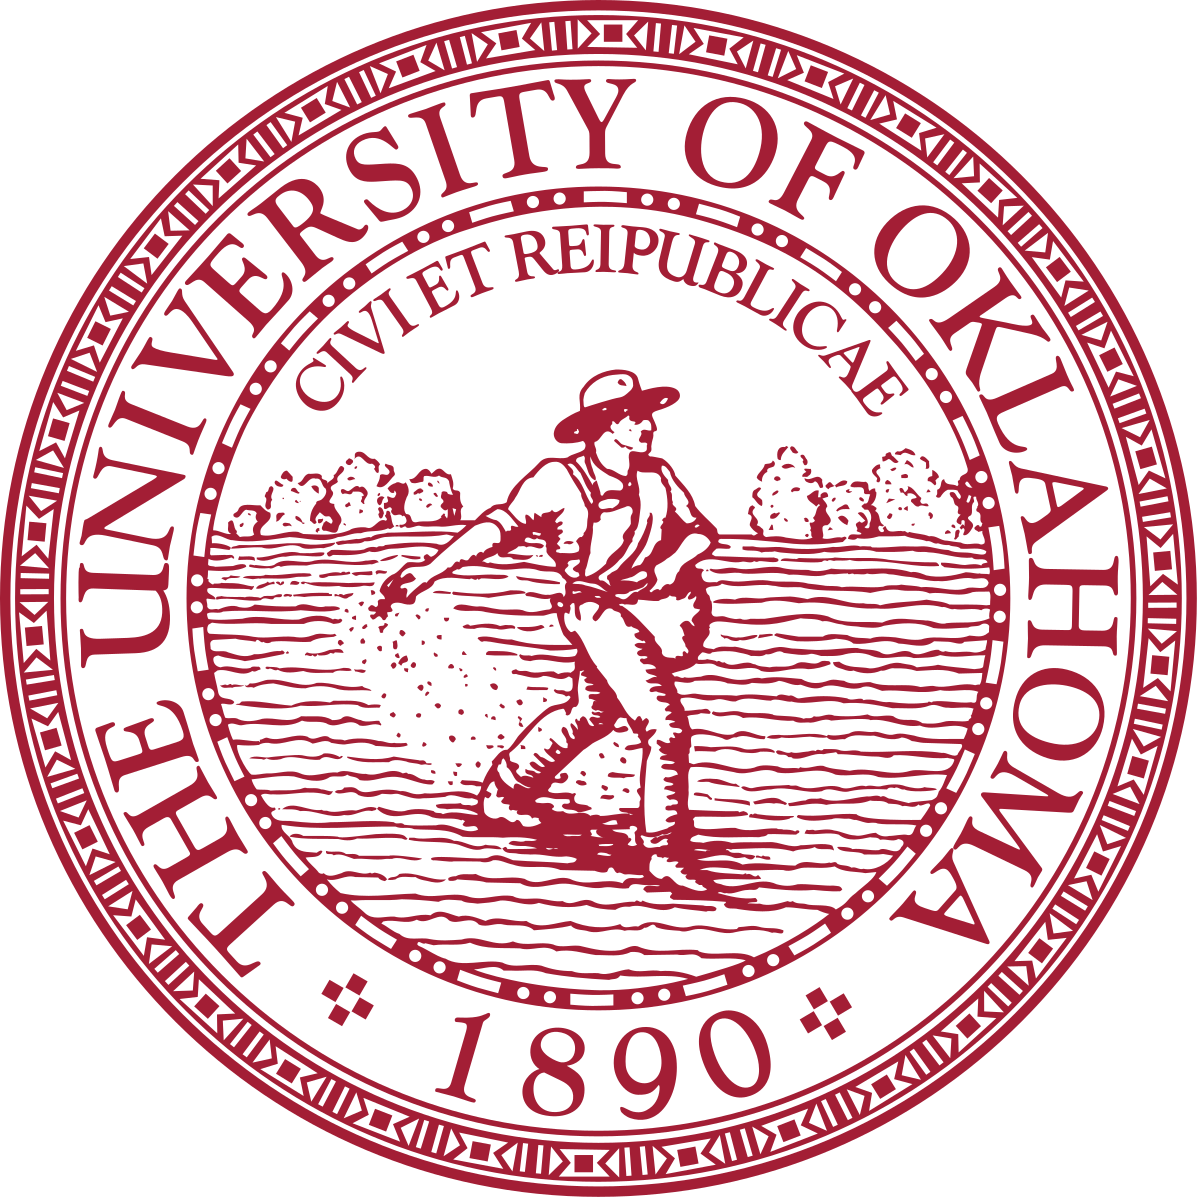 THE UNIVERSITY OF OKLAHOMA
CIVI ET REIPUBLICAE
1890